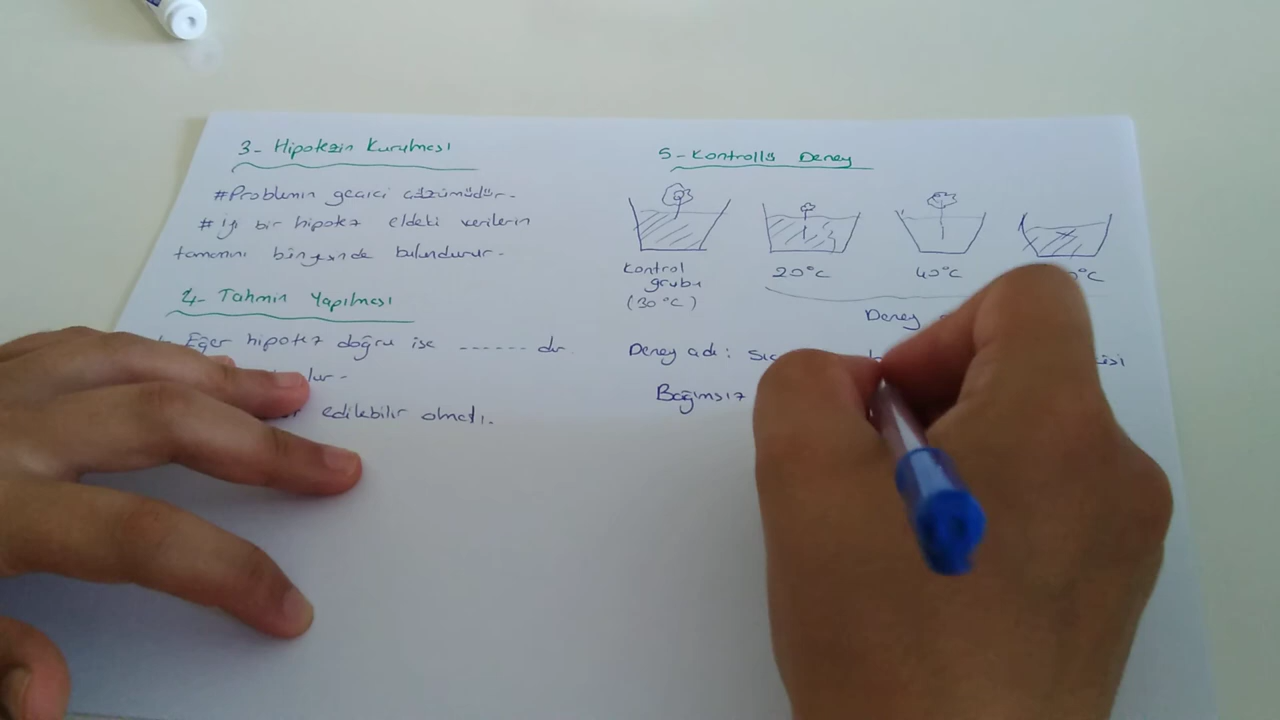 3- Hipotezin Kurulması
#Problemin geçici çözümüdür.
#İyi bir hipotez eldeki verilerin
tamamını bünyesinde bulundurur.
4- Tahmin Yapılması
Eğer hipotez doğru ise ------ dır
edilebilir olmalı.
5- Kontrollü Deney
Kontrol
grubu
(30°C)
20°C
40°C
°C
Deney
Deney adı:
Bağımsız